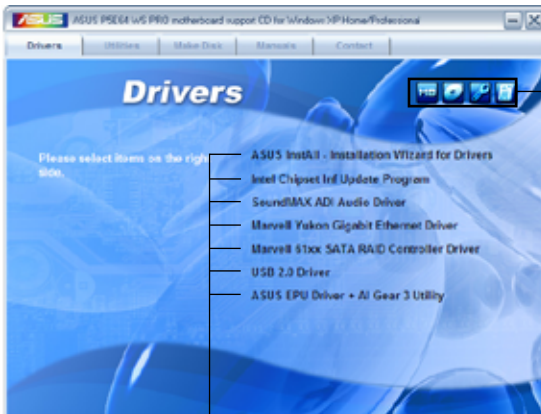 ASUS ASUS P5E64 WS PRO motherboard support CD for Windows XP Home/Professional
Drivers Utilities Make Disk Manuals Contact
Drivers
Please select items on the right
side.
ASUS InstAll - Installation Wizard for Drivers
Intel Chipset Inf Update Program
SoundMAX ADI Audio Driver
Marvell Yukon Gigabit Ethernet Driver
Marvell 61xx SATA RAID Controller Driver
USB 2.0 Driver
ASUS EPU Driver + AI Gear 3 Utility